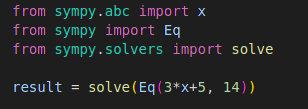 from sympy.abc import x
from sympy import Eq
from sympy.solvers import solve
result = solve(Eq(3*x+5, 14))